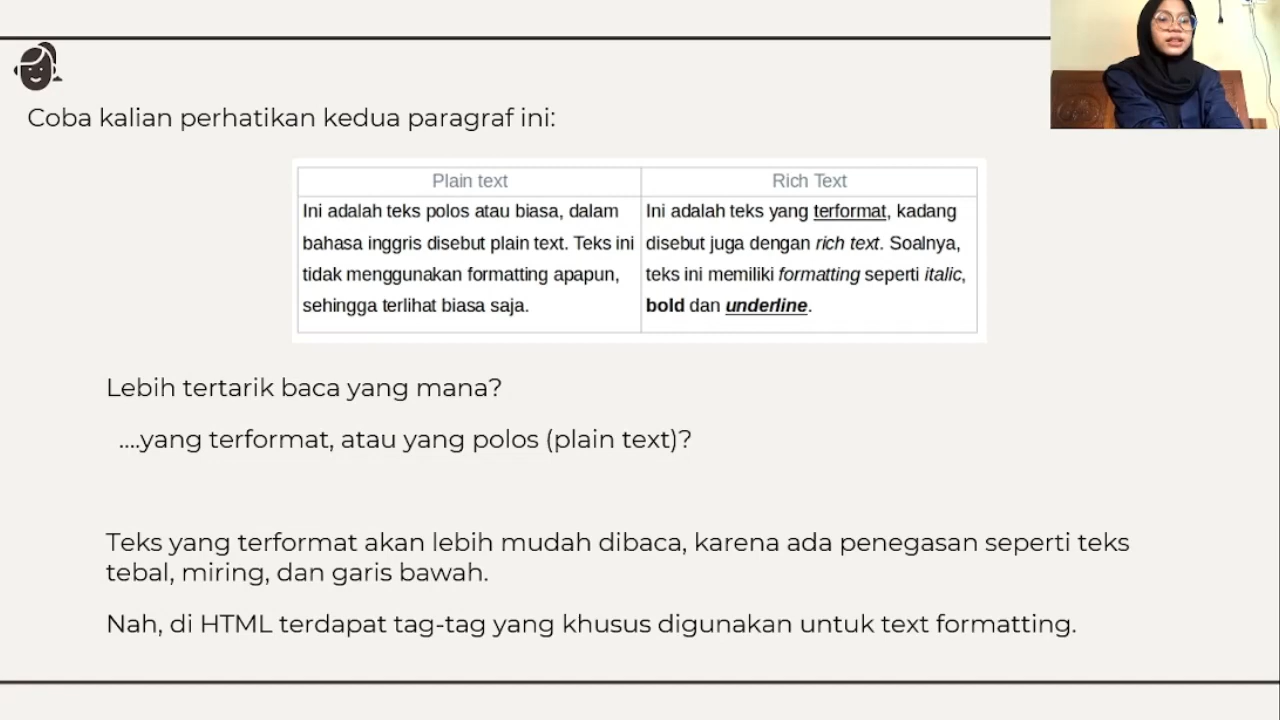 Coba kalian perhatikan kedua paragraf ini:
Plain text
Ini adalah teks polos atau biasa, dalam
bahasa inggris disebut plain text. Teks ini
tidak menggunakan formatting apapun,
sehingga terlihat biasa saja.
Rich Text
Ini adalah teks yang terformat, kadang
disebut juga dengan rich text. Soalnya,
teks ini memiliki formatting seperti italic,
bold dan underline.
Lebih tertarik baca yang mana?
....yang terformat, atau yang polos (plain text)?
Teks yang terformat akan lebih mudah dibaca, karena ada penegasan seperti teks
tebal, miring, dan garis bawah.
Nah, di HTML terdapat tag-tag yang khusus digunakan untuk text formatting.